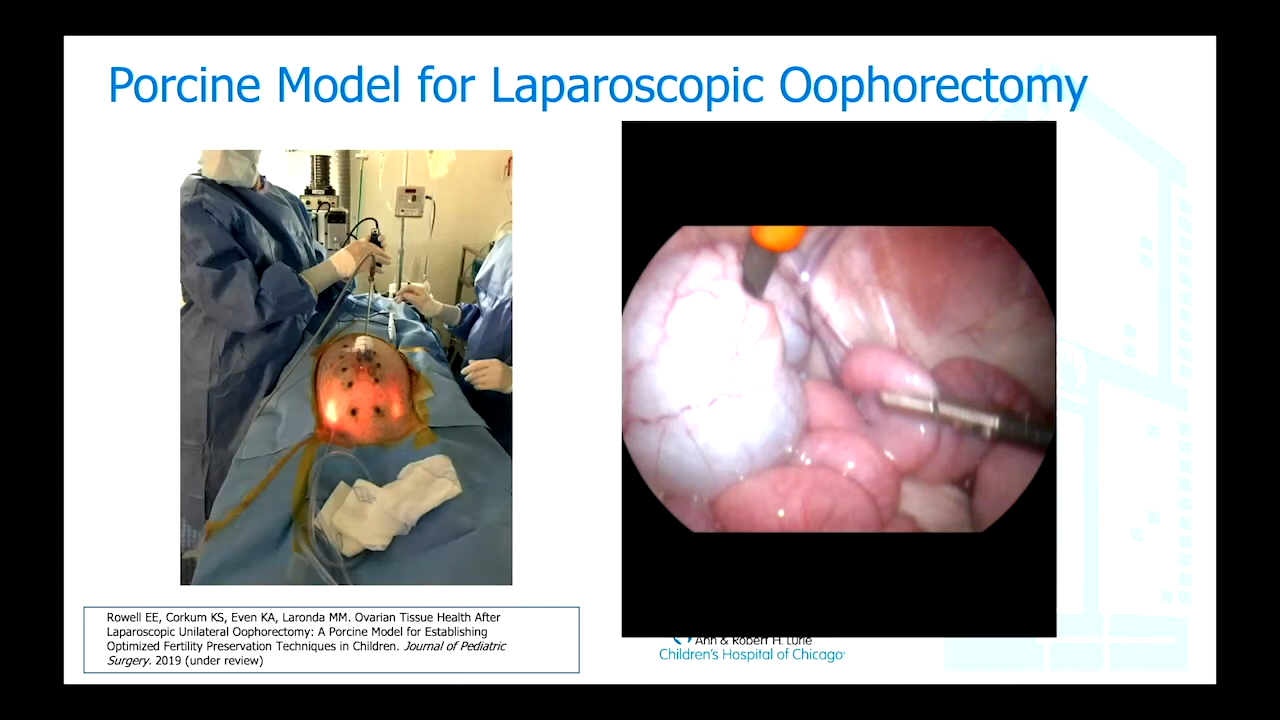 Porcine Model for Laparoscopic Oophorectomy
Rowell EE, Corkum KS, Even KA, Laronda MM. Ovarian Tissue Health After
Laparoscopic Unilateral Oophorectomy: A Porcine Model for Establishing
Optimized Fertility Preservation Techniques in Children. Journal of Pediatric
Surgery. 2019 (under review)
Ann & Robert H. Lurie
Children's Hospital of Chicago